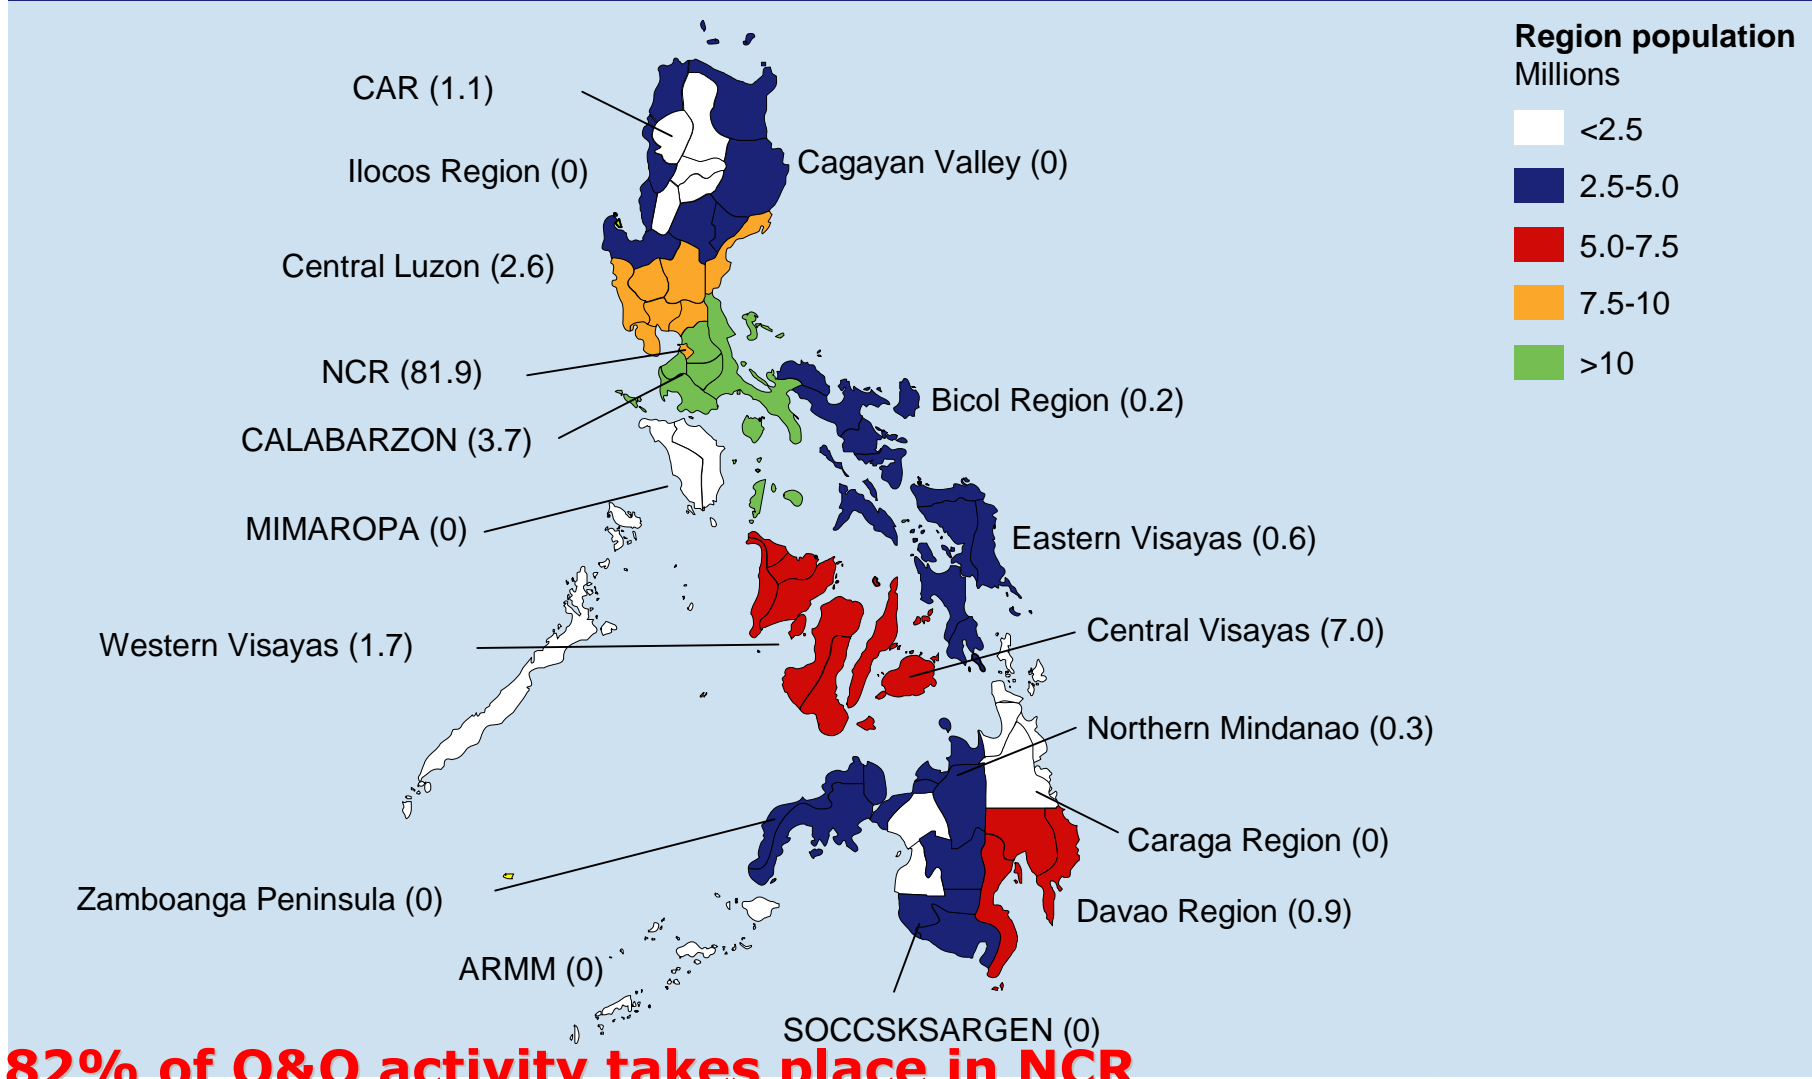 Region population
Millions
<2.5
2.5-5.0
5.0-7.5
7.5-10
>10
CAR (1.1)
Ilocos Region (0)
Cagayan Valley (0)
Central Luzon (2.6)
NCR (81.9)
Bicol Region (0.2)
CALABARZON (3.7)
MIMAROPA (0)
Eastern Visayas (0.6)
Western Visayas (1.7)
Central Visayas (7.0)
Northern Mindanao (0.3)
Caraga Region (0)
Zamboanga Peninsula (0)
Davao Region (0.9)
ARMM (0)
SOCCSKSARGEN (0)
82% of O&O activity takes place in NCR